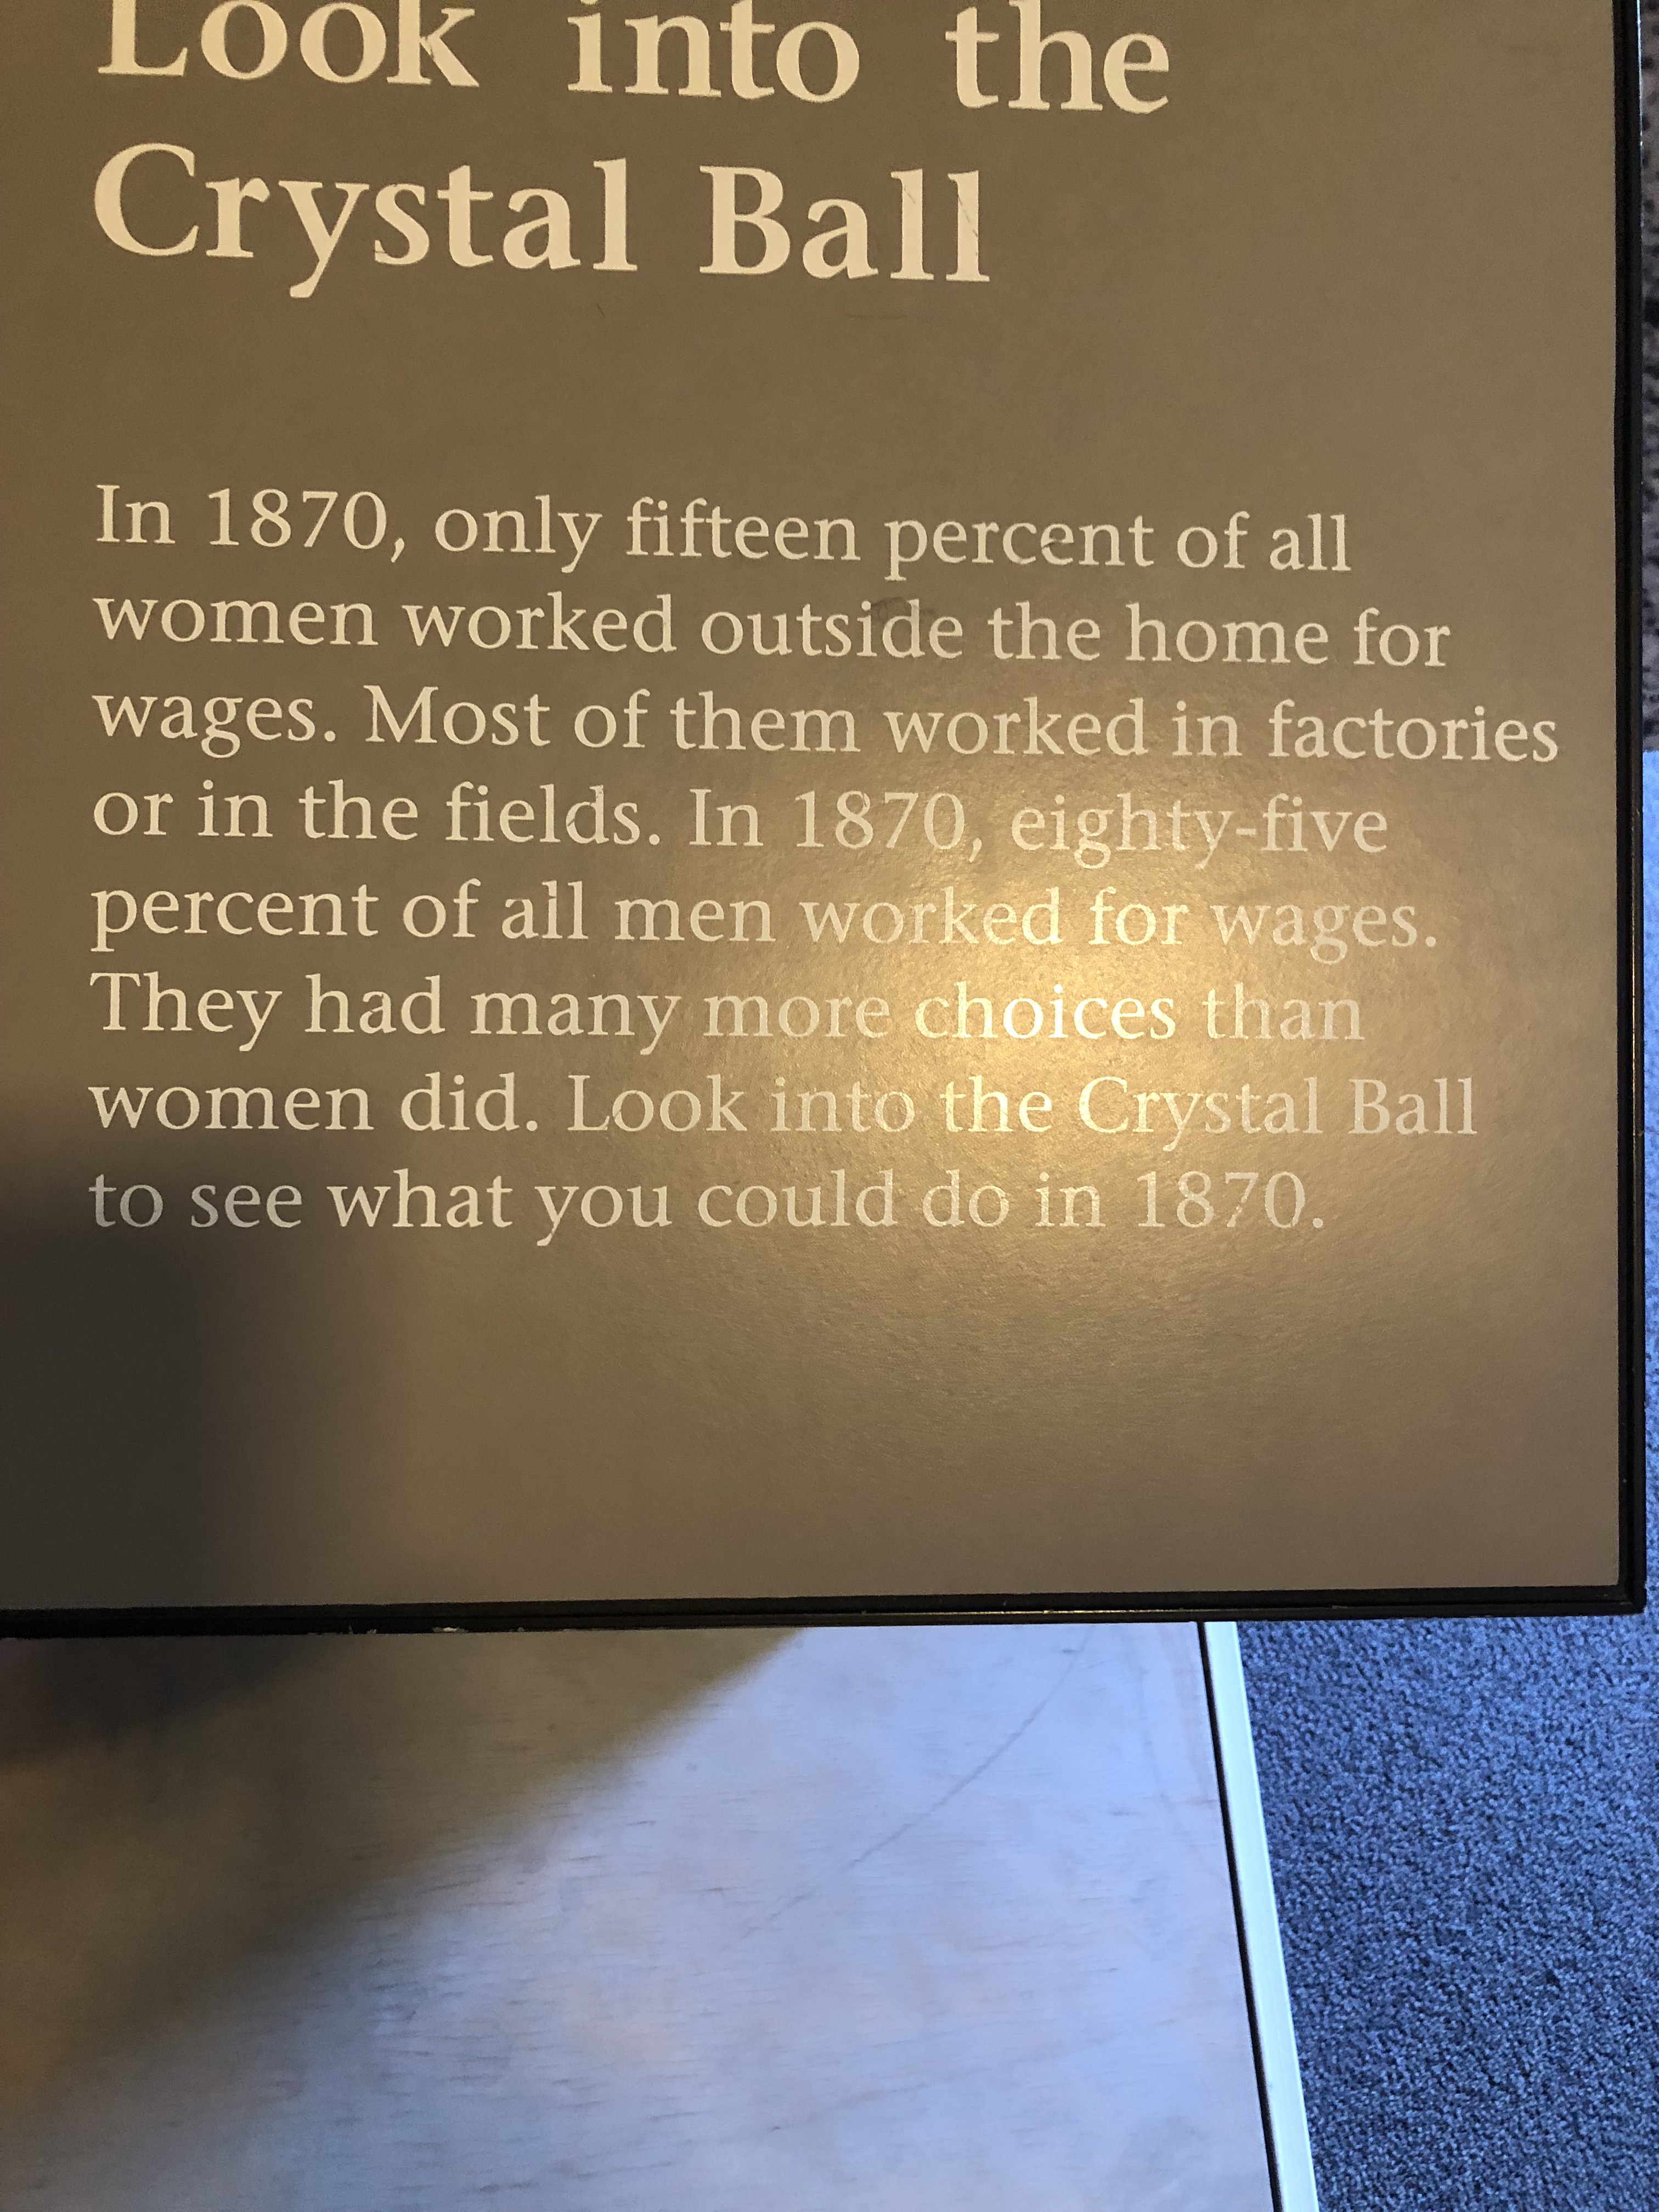 Look into the
Crystal Ball
In 1870, only fifteen percent of all
women worked outside the home for
wages. Most of them worked in factories
or in the fields. In 1870, eighty-five
percent of all men worked for wages.
They had many more choices than
women did. Look into the Crystal Ball
to see what you could do in 1870.